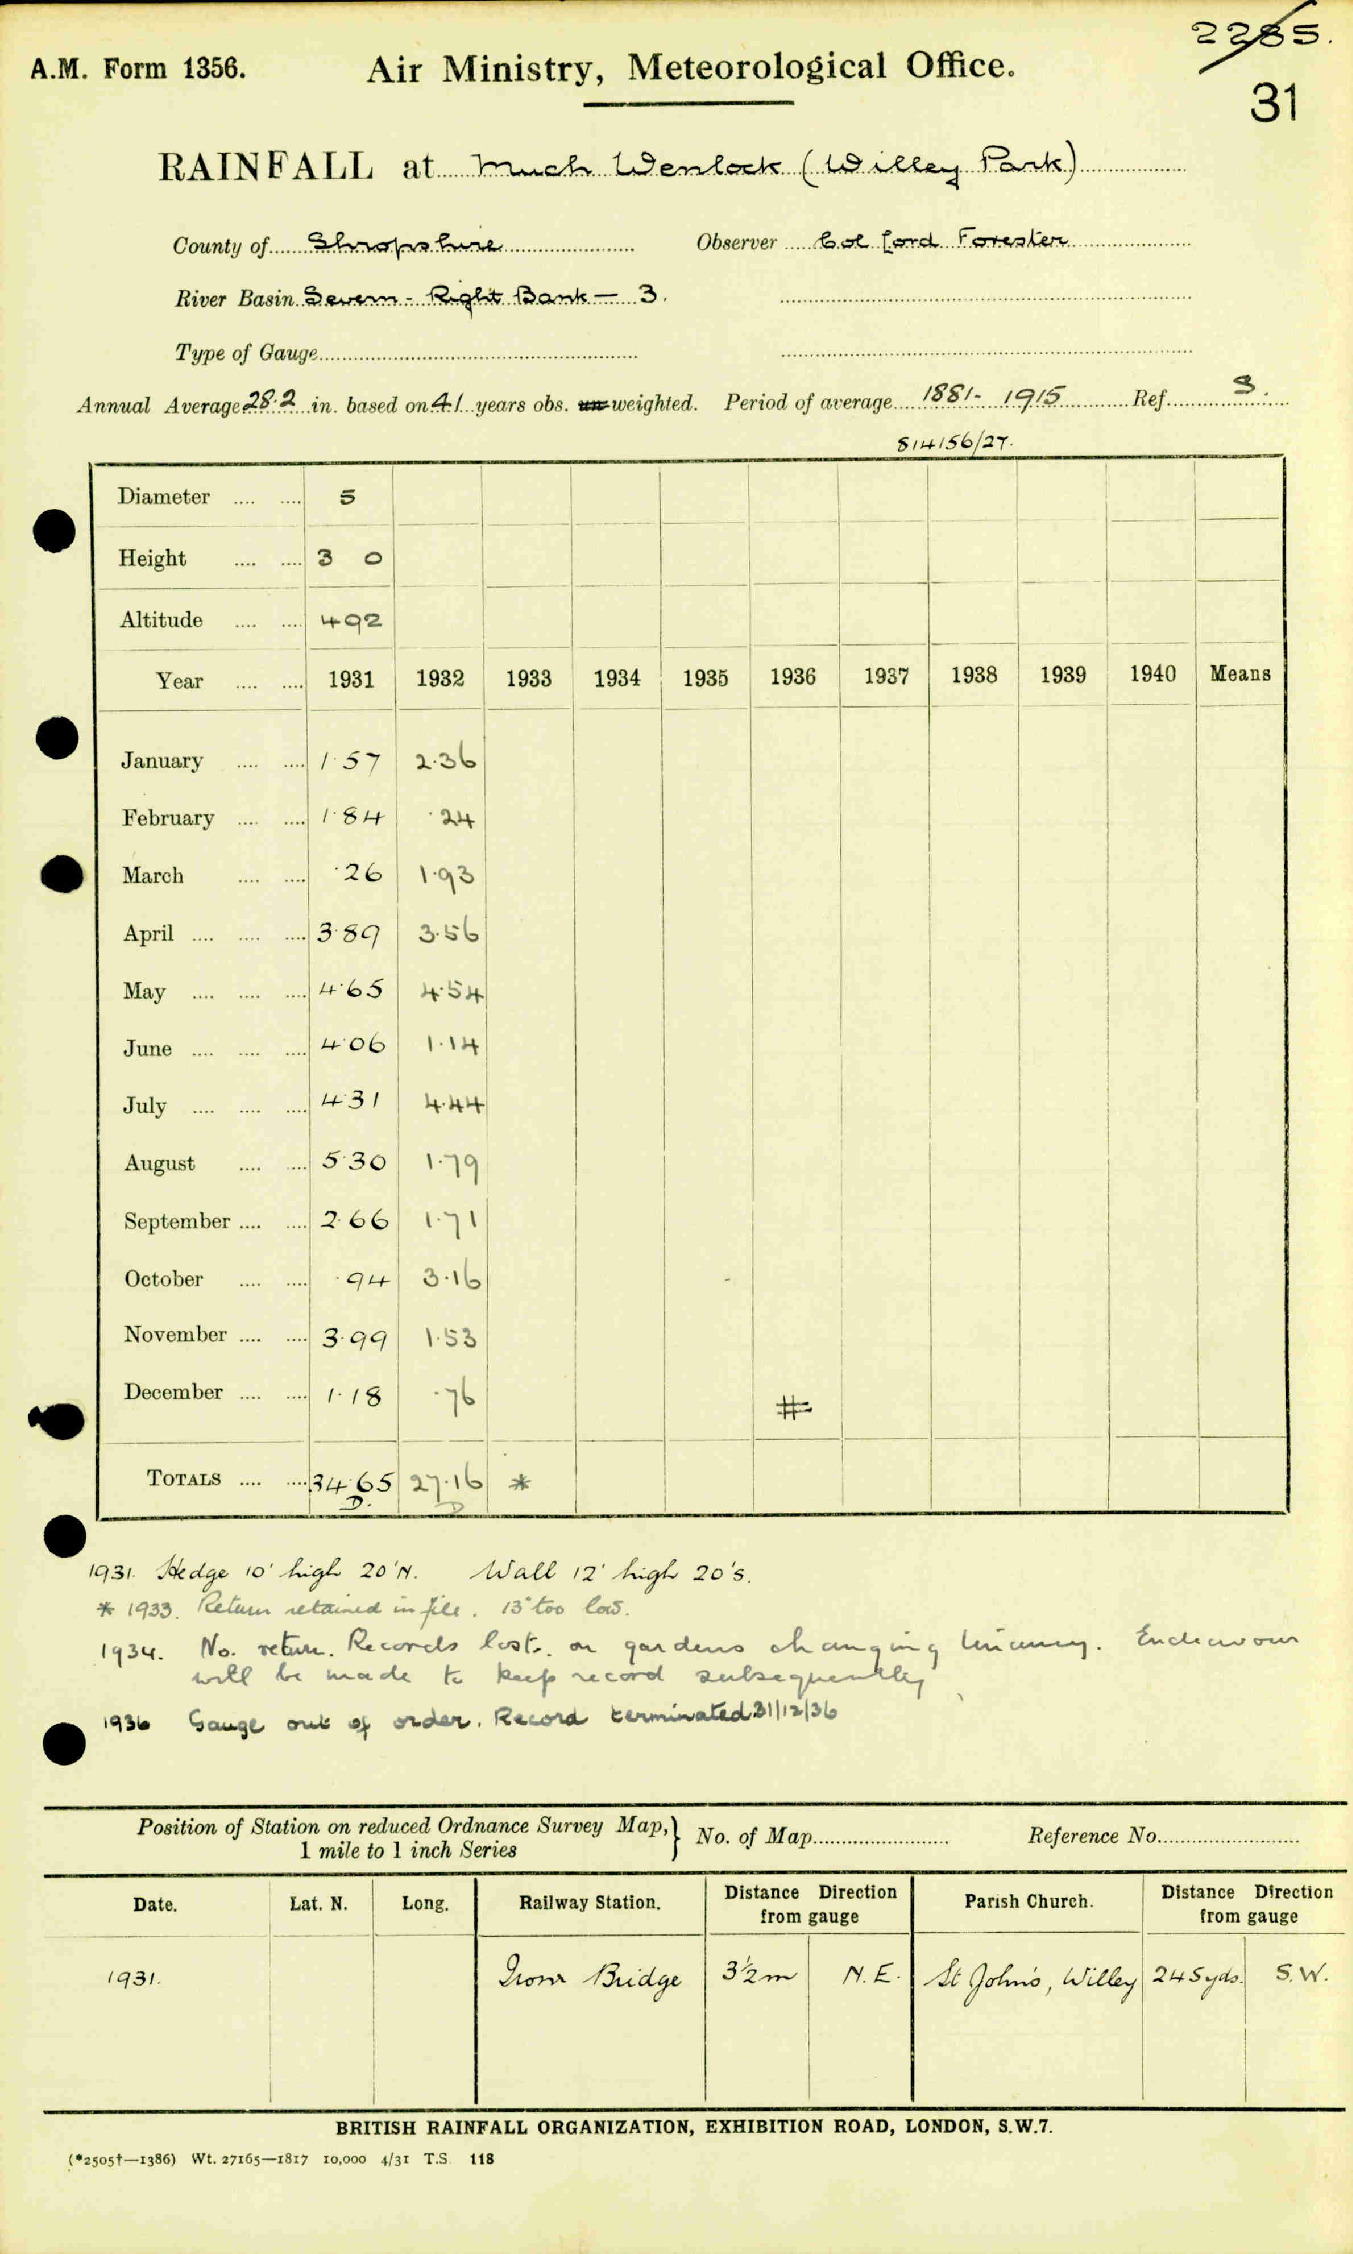 2285.
A.M. Form 1356. Air Ministry, Meteorological Office.
31
RAINFALL at Much Wenlock (Willey Park)
County of Shropshire Observer Col Lord Forester
River Basin Severn - Right Bank - 3.
Type of Gauge
Annual Average 28.2 in. based on 41 years obs. un weighted. Period of average 1881- 1915 Ref. S.
814156/27.
Diameter .... .... 5
Height .... .... 3 0
Altitude .... .... 492
Year .... .... 1931 1932 1933 1934 1935 1936 1937 1938 1939 1940 Means
January .... .... 1.57 2.36
February .... .... 1.84 .24
March .... .... .26 1.93
April .... .... .... 3.89 3.56
May .... .... .... 4.65 4.54
June .... .... .... 4.06 1.14
July .... .... .... 4.31 4.44
August .... .... 5.30 1.79
September .... .... 2.66 1.71
October .... .... .94 3.16
November .... .... 3.99 1.53
December .... .... 1.18 .76 #
TOTALS .... .... 34.65 27.16 *
D. D
1931. Hedge 10' high 20' N. Wall 12' high 20' S.
* 1933. Return retained in file. 15" too low.
1934. No return. Records lost, on gardens changing tenancy. Endeavour
will be made to keep record subsequently
1936 Gauge out of order. Record terminated 31/12/36
Position of Station on reduced Ordnance Survey Map,} No. of Map Reference No.
1 mile to 1 inch Series
Date. Lat. N. Long. Railway Station. Distance Direction from gauge Parish Church. Distance Direction from gauge
1931. Iron Bridge 3½ m N.E. St John's, Willey 245 yds. S.W.
BRITISH RAINFALL ORGANIZATION, EXHIBITION ROAD, LONDON, S.W.7.
(*2505†—1386) Wt. 27165—1817 10,000 4/31 T.S. 118